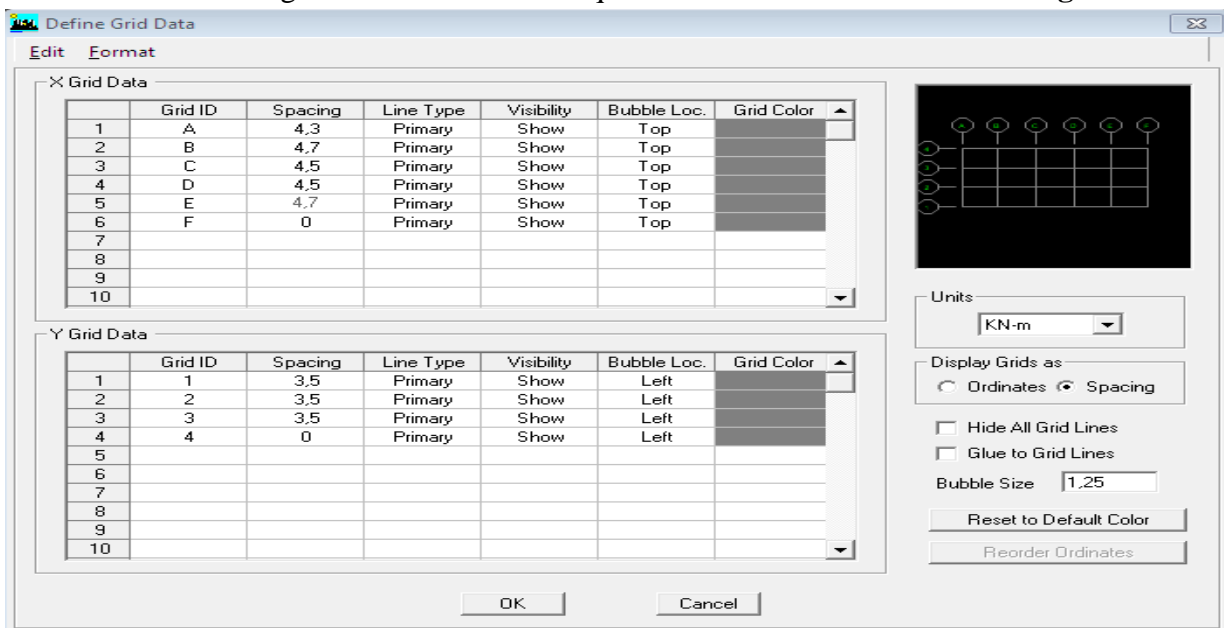 Define Grid Data
Edit Format
X Grid Data
Grid ID Spacing Line Type Visibility Bubble Loc. Grid Color
1 A 4,3 Primary Show Top
2 B 4,7 Primary Show Top
3 C 4,5 Primary Show Top
4 D 4,5 Primary Show Top
5 E 4,7 Primary Show Top
6 F 0 Primary Show Top
7
8
9
10
A B C D E F
4
3
2
1
Units
KN-m
Y Grid Data
Grid ID Spacing Line Type Visibility Bubble Loc. Grid Color
1 1 3,5 Primary Show Left
2 2 3,5 Primary Show Left
3 3 3,5 Primary Show Left
4 4 0 Primary Show Left
5
6
7
8
9
10
Display Grids as
Ordinates Spacing
Hide All Grid Lines
Glue to Grid Lines
Bubble Size 1,25
Reset to Default Color
Reorder Ordinates
OK Cancel